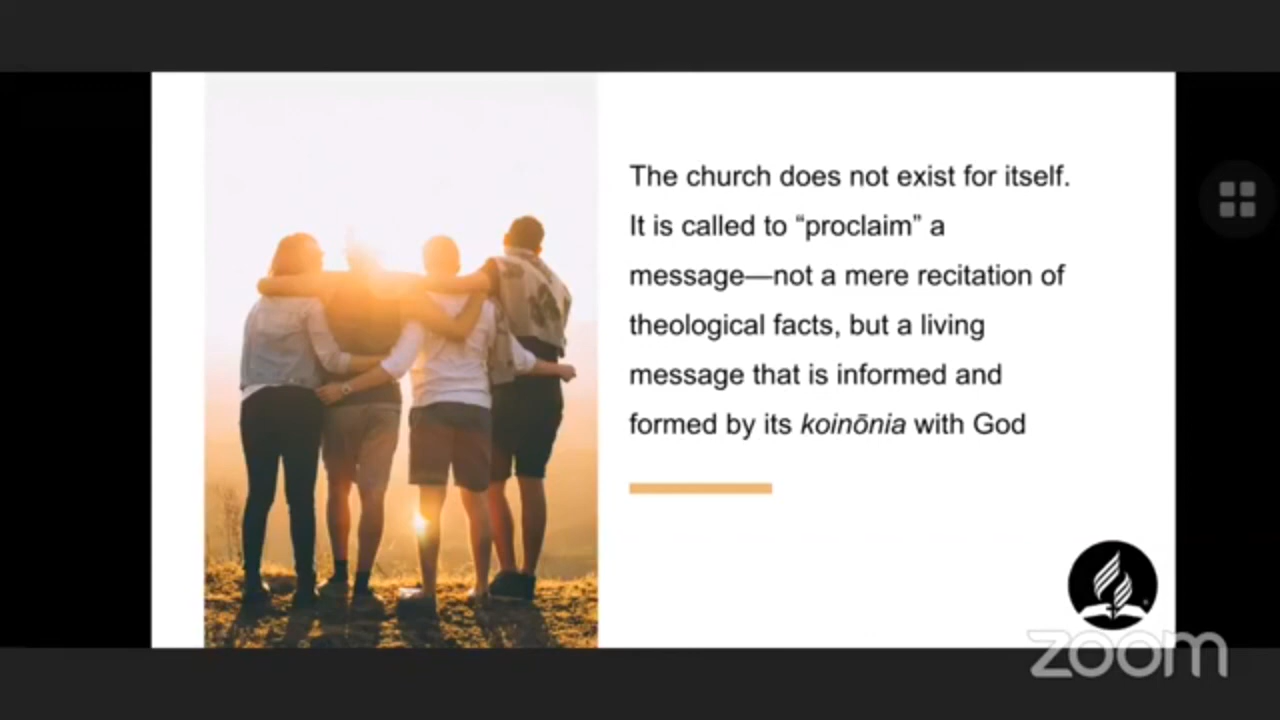 The church does not exist for itself.
It is called to “proclaim” a
message—not a mere recitation of
theological facts, but a living
message that is informed and
formed by its koinōnia with God
zoom